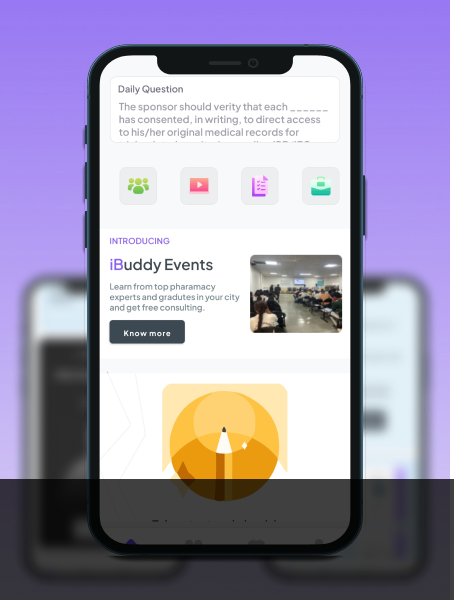 Daily Question
The sponsor should verity that each ______
has consented, in writing, to direct access
to his/her original medical records for
INTRODUCING
iBuddy Events
Learn from top pharamacy
experts and gradutes in your city
and get free consulting.
Know more